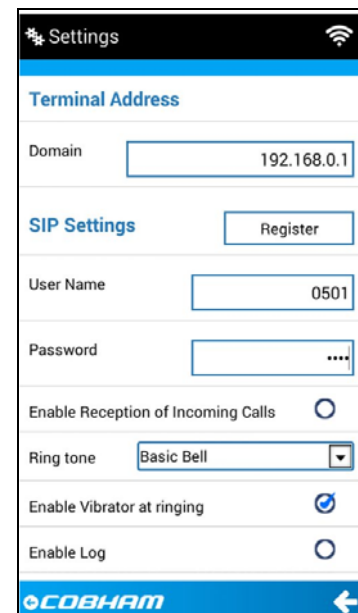 Settings
Terminal Address
Domain 192.168.0.1
SIP Settings Register
User Name 0501
Password ····
Enable Reception of Incoming Calls
Ring tone Basic Bell
Enable Vibrator at ringing
Enable Log
COBHAM